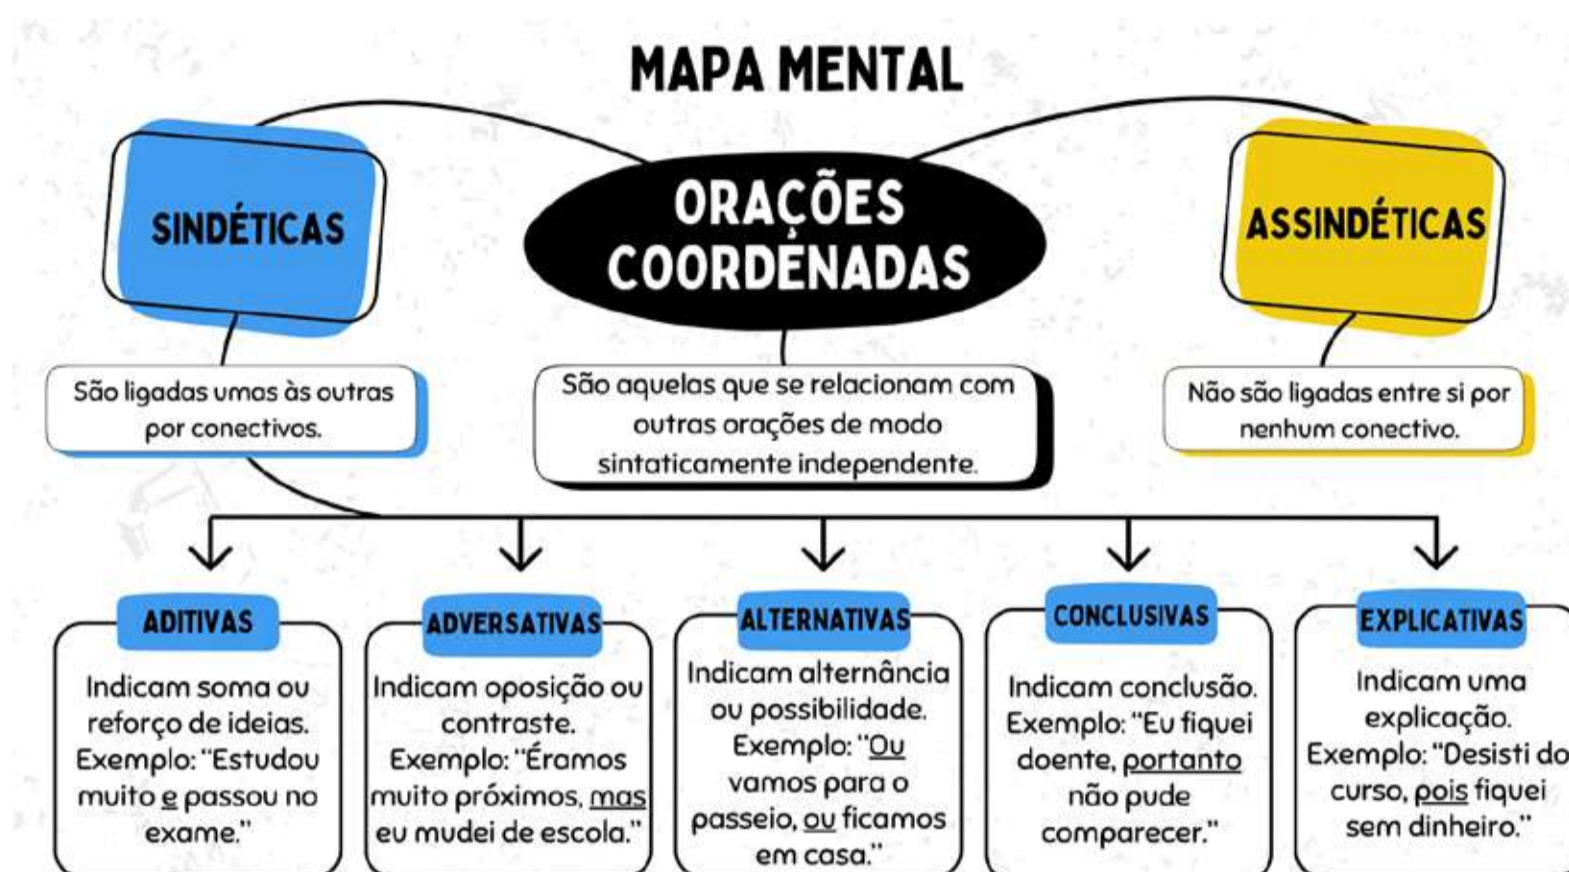 MAPA MENTAL
ORAÇÕES
COORDENADAS
SINDÉTICAS
ASSINDÉTICAS
São ligadas umas às outras
por conectivos.
São aquelas que se relacionam com
outras orações de modo
sintaticamente independente.
Não são ligadas entre si por
nenhum conectivo.
ADITIVAS
Indicam soma ou
reforço de ideias.
Exemplo: “Estudou
muito e passou no
exame.”
ADVERSATIVAS
Indicam oposição ou
contraste.
Exemplo: “Éramos
muito próximos, mas
eu mudei de escola.”
ALTERNATIVAS
Indicam alternância
ou possibilidade.
Exemplo: “Ou
vamos para o
passeio, ou ficamos
em casa.”
CONCLUSIVAS
Indicam conclusão.
Exemplo: “Eu fiquei
doente, portanto
não pude
comparecer.”
EXPLICATIVAS
Indicam uma
explicação.
Exemplo: “Desisti do
curso, pois fiquei
sem dinheiro.”